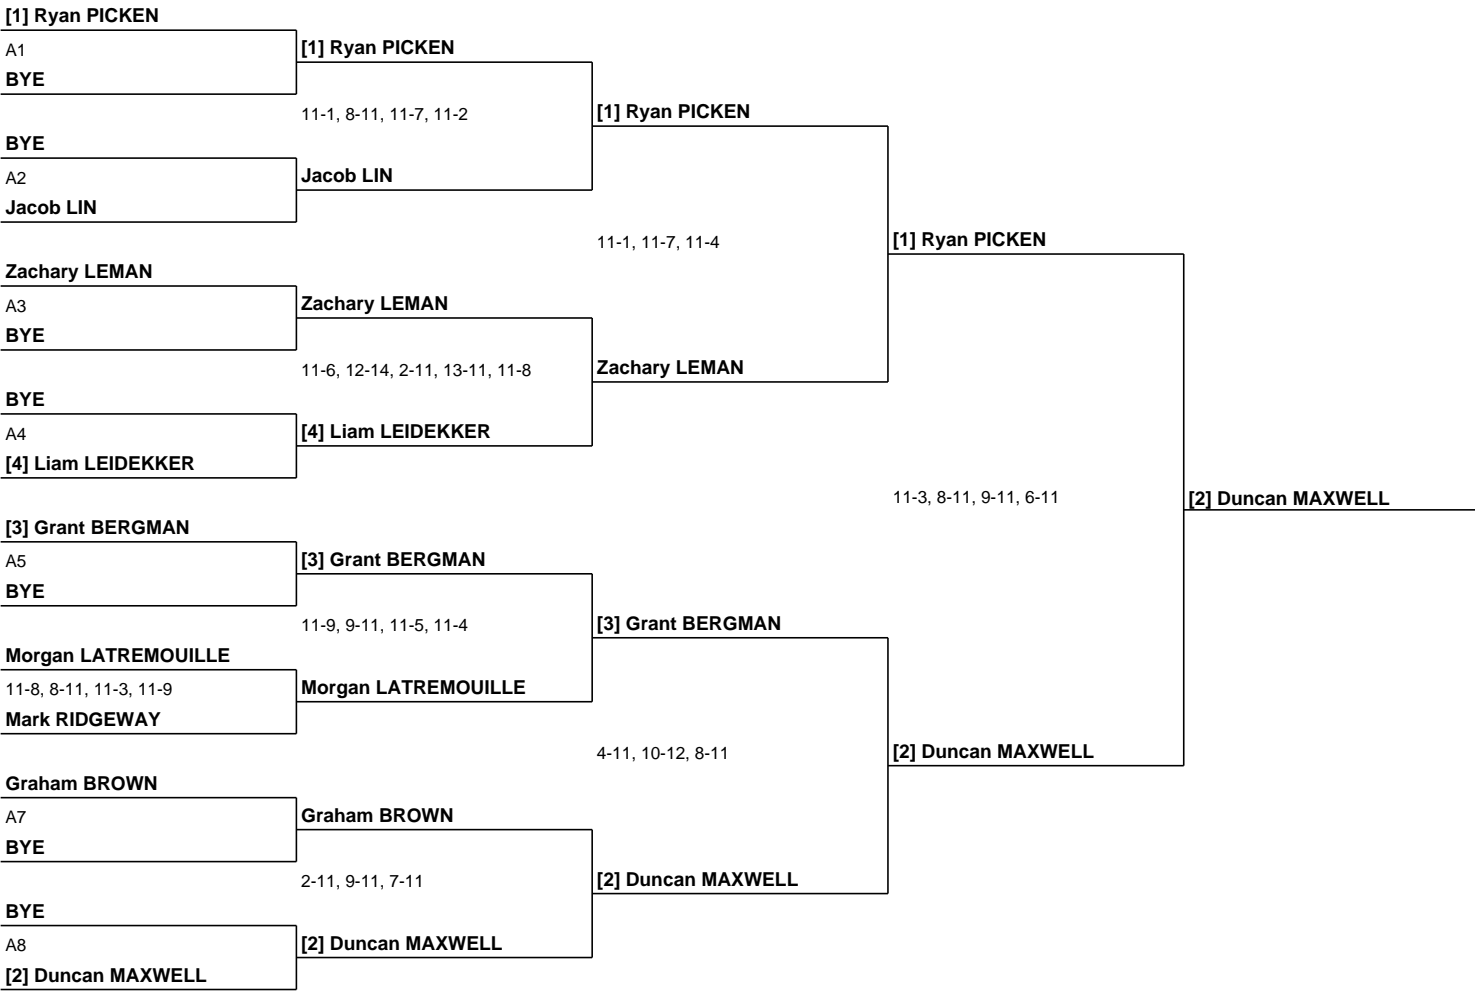 [1] Ryan PICKEN
A1
BYE
BYE
A2
Jacob LIN
Zachary LEMAN
A3
BYE
BYE
A4
[4] Liam LEIDEKKER
[3] Grant BERGMAN
A5
BYE
Morgan LATREMOUILLE
11-8, 8-11, 11-3, 11-9
Mark RIDGEWAY
Graham BROWN
A7
BYE
BYE
A8
[2] Duncan MAXWELL
[1] Ryan PICKEN
11-1, 8-11, 11-7, 11-2
Jacob LIN
Zachary LEMAN
11-6, 12-14, 2-11, 13-11, 11-8
[4] Liam LEIDEKKER
[3] Grant BERGMAN
11-9, 9-11, 11-5, 11-4
Morgan LATREMOUILLE
Graham BROWN
2-11, 9-11, 7-11
[2] Duncan MAXWELL
[1] Ryan PICKEN
11-1, 11-7, 11-4
Zachary LEMAN
[3] Grant BERGMAN
4-11, 10-12, 8-11
[2] Duncan MAXWELL
[1] Ryan PICKEN
11-3, 8-11, 9-11, 6-11
[2] Duncan MAXWELL
[2] Duncan MAXWELL